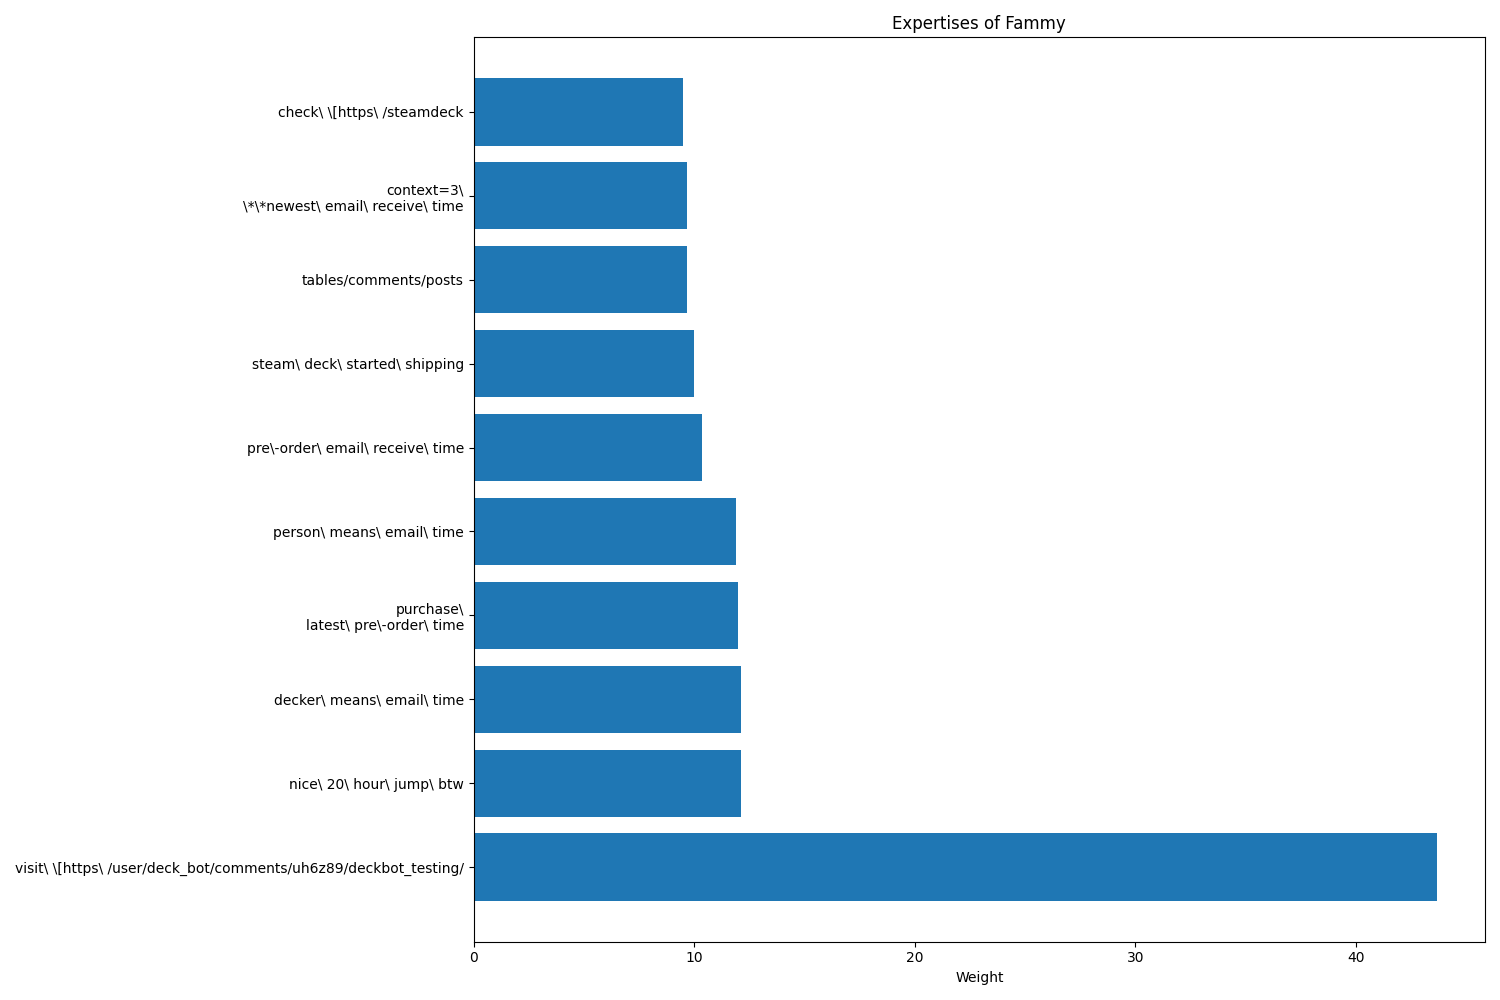 Expertises of Fammy
check\ \[https\ /steamdeck
context=3\
\*\*newest\ email\ receive\ time
tables/comments/posts
steam\ deck\ started\ shipping
pre\-order\ email\ receive\ time
person\ means\ email\ time
purchase\
latest\ pre\-order\ time
decker\ means\ email\ time
nice\ 20\ hour\ jump\ btw
visit\ \[https\ /user/deck_bot/comments/uh6z89/deckbot_testing/
0 10 20 30 40
Weight